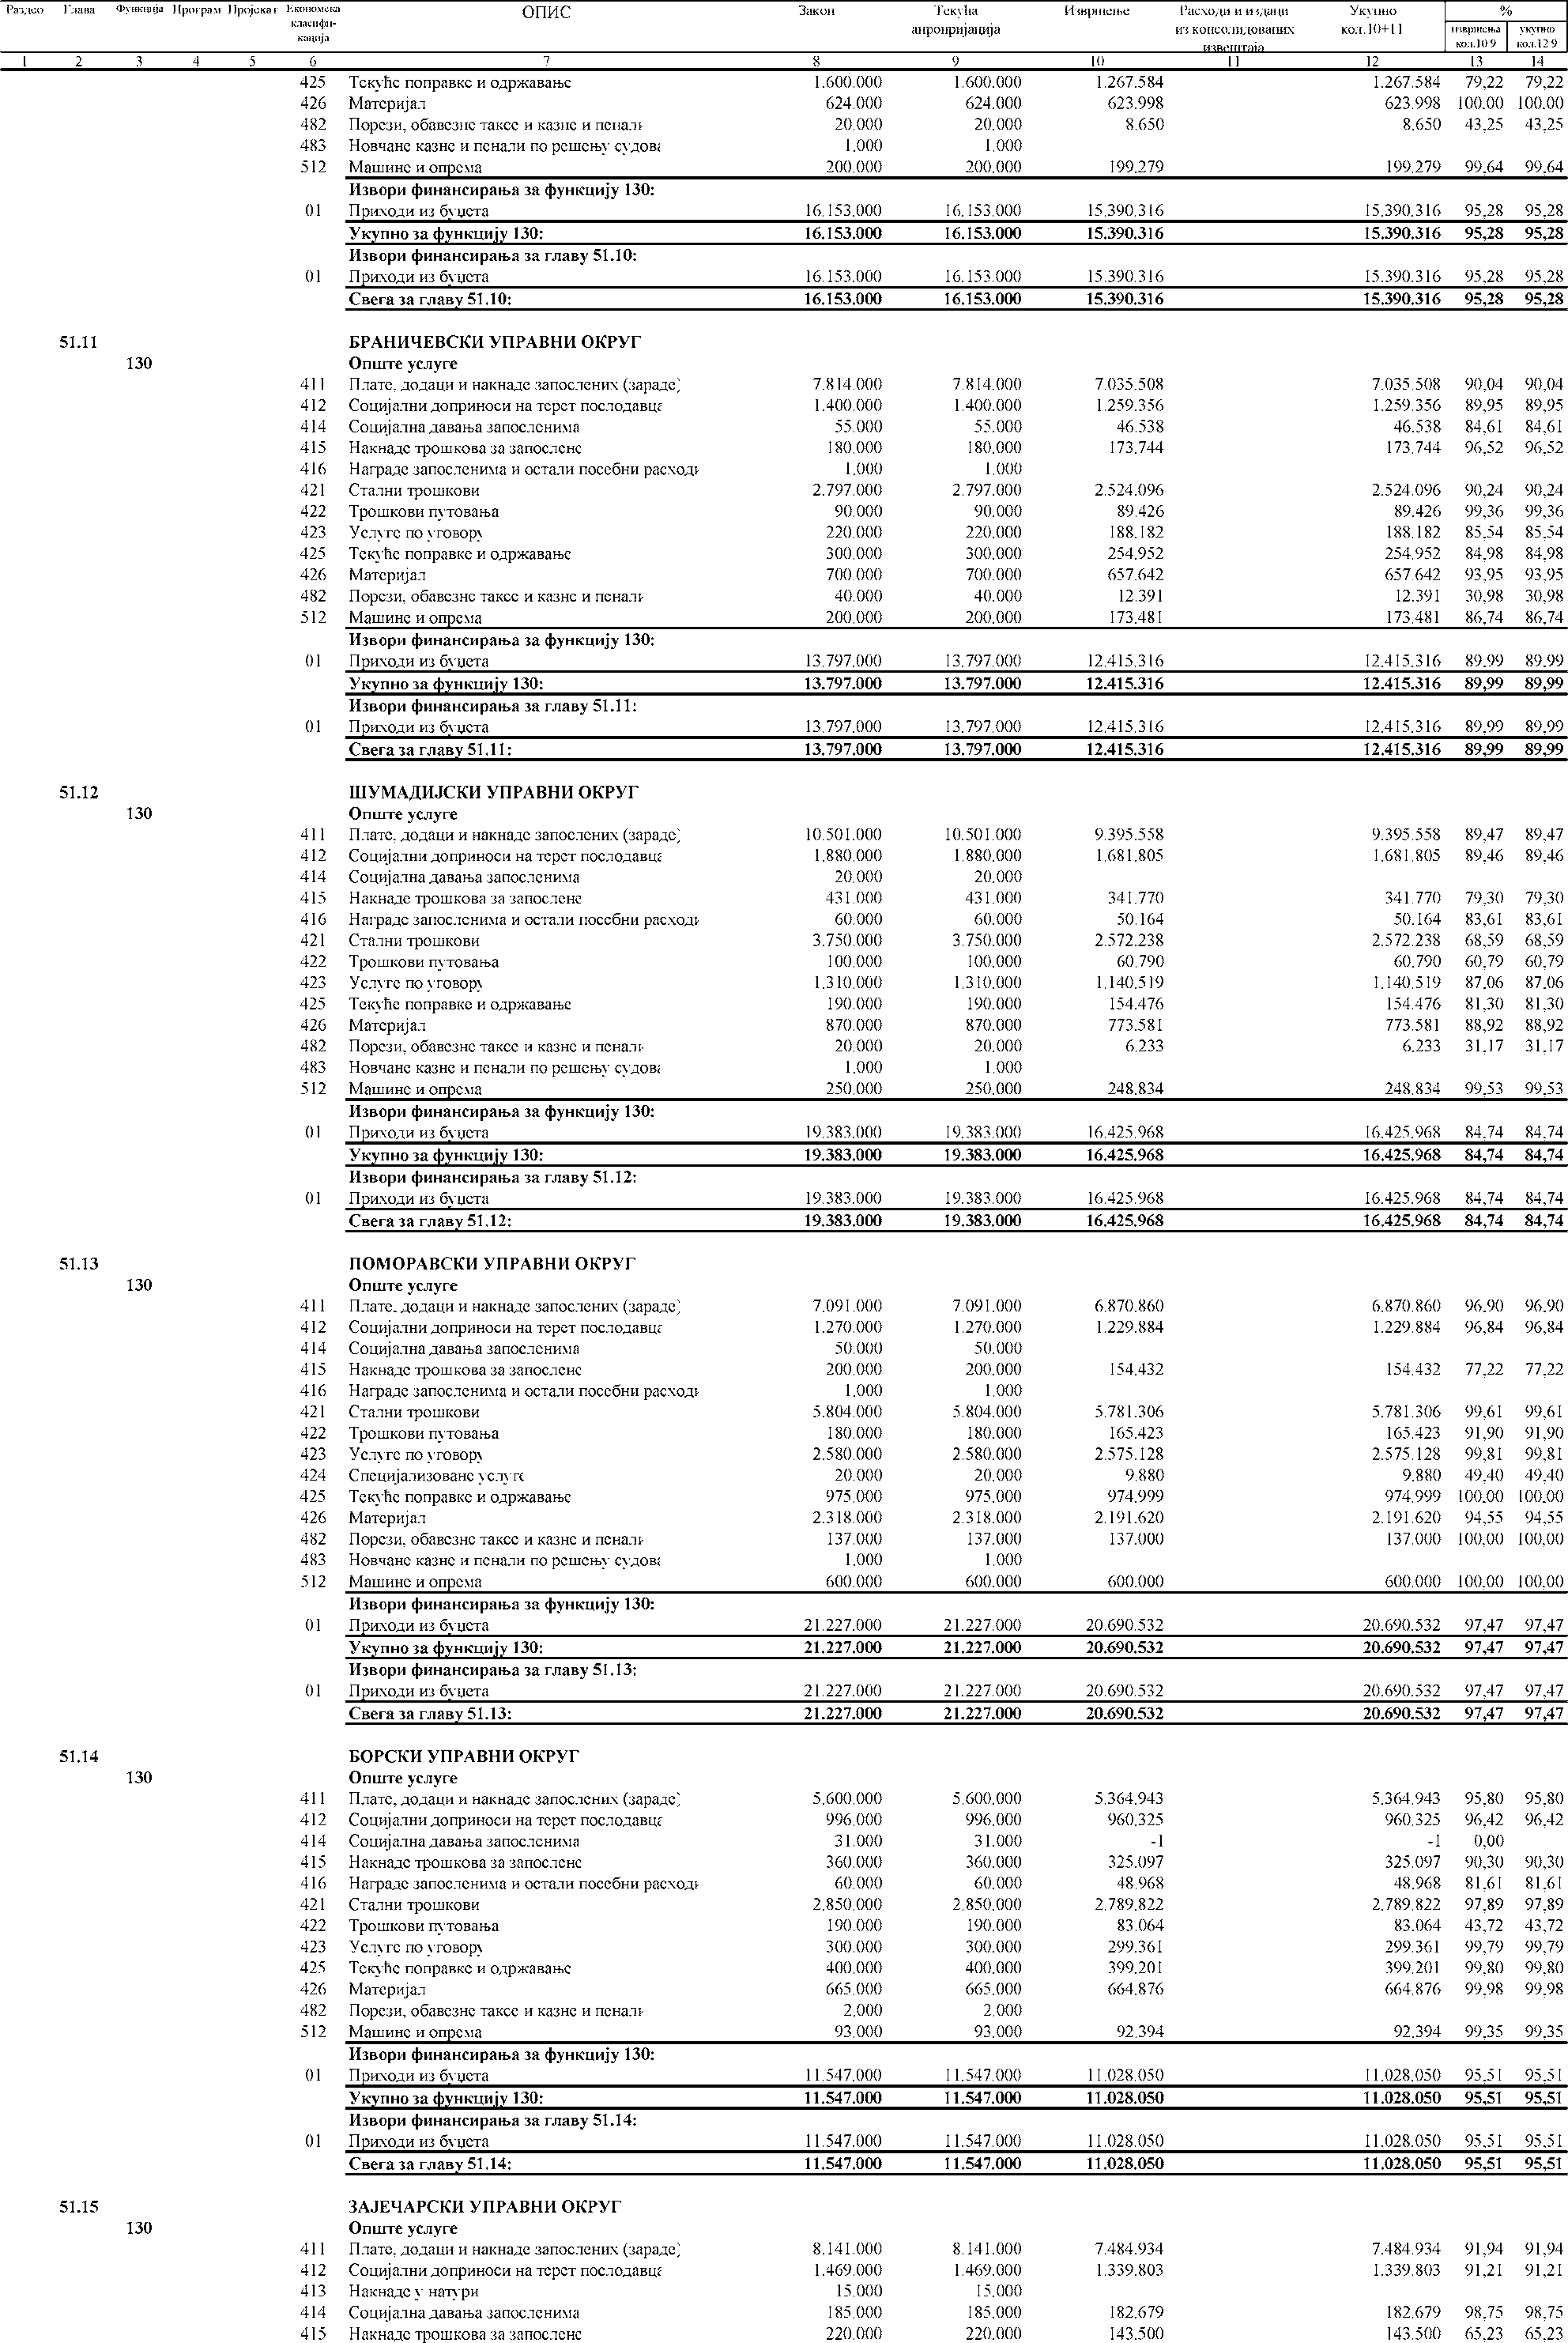 Раздео Глава Функција Програм Пројекат Економска класифи-кација ОПИС Закон Текућа апропријација Извршење Расходи и издаци из консолидованих извештаја Укупно кол.10+11 % извршења кол.10 9 укупно кол.12 9
1 2 3 4 5 6 7 8 9 10 11 12 13 14
425 Текуће поправке и одржавање 1.600.000 1.600.000 1.267.584 1.267.584 79,22 79,22
426 Материјал 624.000 624.000 623.998 623.998 100,00 100,00
482 Порези, обавезне таксе и казне и пенали 20.000 20.000 8.650 8.650 43,25 43,25
483 Новчане казне и пенали по решењу судова 1.000 1.000
512 Машине и опрема 200.000 200.000 199.279 199.279 99,64 99,64
Извори финансирања за функцију 130:
01 Приходи из буџета 16.153.000 16.153.000 15.390.316 15.390.316 95,28 95,28
Укупно за функцију 130: 16.153.000 16.153.000 15.390.316 15.390.316 95,28 95,28
Извори финансирања за главу 51.10:
01 Приходи из буџета 16.153.000 16.153.000 15.390.316 15.390.316 95,28 95,28
Свега за главу 51.10: 16.153.000 16.153.000 15.390.316 15.390.316 95,28 95,28
51.11 БРАНИЧЕВСКИ УПРАВНИ ОКРУГ
130 Опште услуге
411 Плате, додаци и накнаде запослених (зараде) 7.814.000 7.814.000 7.035.508 7.035.508 90,04 90,04
412 Социјални доприноси на терет послодавца 1.400.000 1.400.000 1.259.356 1.259.356 89,95 89,95
414 Социјална давања запосленима 55.000 55.000 46.538 46.538 84,61 84,61
415 Накнаде трошкова за запослене 180.000 180.000 173.744 173.744 96,52 96,52
416 Награде запосленима и остали посебни расходи 1.000 1.000
421 Стални трошкови 2.797.000 2.797.000 2.524.096 2.524.096 90,24 90,24
422 Трошкови путовања 90.000 90.000 89.426 89.426 99,36 99,36
423 Услуге по уговору 220.000 220.000 188.182 188.182 85,54 85,54
425 Текуће поправке и одржавање 300.000 300.000 254.952 254.952 84,98 84,98
426 Материјал 700.000 700.000 657.642 657.642 93,95 93,95
482 Порези, обавезне таксе и казне и пенали 40.000 40.000 12.391 12.391 30,98 30,98
512 Машине и опрема 200.000 200.000 173.481 173.481 86,74 86,74
Извори финансирања за функцију 130:
01 Приходи из буџета 13.797.000 13.797.000 12.415.316 12.415.316 89,99 89,99
Укупно за функцију 130: 13.797.000 13.797.000 12.415.316 12.415.316 89,99 89,99
Извори финансирања за главу 51.11:
01 Приходи из буџета 13.797.000 13.797.000 12.415.316 12.415.316 89,99 89,99
Свега за главу 51.11: 13.797.000 13.797.000 12.415.316 12.415.316 89,99 89,99
51.12 ШУМАДИЈСКИ УПРАВНИ ОКРУГ
130 Опште услуге
411 Плате, додаци и накнаде запослених (зараде) 10.501.000 10.501.000 9.395.558 9.395.558 89,47 89,47
412 Социјални доприноси на терет послодавца 1.880.000 1.880.000 1.681.805 1.681.805 89,46 89,46
414 Социјална давања запосленима 20.000 20.000
415 Накнаде трошкова за запослене 431.000 431.000 341.770 341.770 79,30 79,30
416 Награде запосленима и остали посебни расходи 60.000 60.000 50.164 50.164 83,61 83,61
421 Стални трошкови 3.750.000 3.750.000 2.572.238 2.572.238 68,59 68,59
422 Трошкови путовања 100.000 100.000 60.790 60.790 60,79 60,79
423 Услуге по уговору 1.310.000 1.310.000 1.140.519 1.140.519 87,06 87,06
425 Текуће поправке и одржавање 190.000 190.000 154.476 154.476 81,30 81,30
426 Материјал 870.000 870.000 773.581 773.581 88,92 88,92
482 Порези, обавезне таксе и казне и пенали 20.000 20.000 6.233 6.233 31,17 31,17
483 Новчане казне и пенали по решењу судова 1.000 1.000
512 Машине и опрема 250.000 250.000 248.834 248.834 99,53 99,53
Извори финансирања за функцију 130:
01 Приходи из буџета 19.383.000 19.383.000 16.425.968 16.425.968 84,74 84,74
Укупно за функцију 130: 19.383.000 19.383.000 16.425.968 16.425.968 84,74 84,74
Извори финансирања за главу 51.12:
01 Приходи из буџета 19.383.000 19.383.000 16.425.968 16.425.968 84,74 84,74
Свега за главу 51.12: 19.383.000 19.383.000 16.425.968 16.425.968 84,74 84,74
51.13 ПОМОРАВСКИ УПРАВНИ ОКРУГ
130 Опште услуге
411 Плате, додаци и накнаде запослених (зараде) 7.091.000 7.091.000 6.870.860 6.870.860 96,90 96,90
412 Социјални доприноси на терет послодавца 1.270.000 1.270.000 1.229.884 1.229.884 96,84 96,84
414 Социјална давања запосленима 50.000 50.000
415 Накнаде трошкова за запослене 200.000 200.000 154.432 154.432 77,22 77,22
416 Награде запосленима и остали посебни расходи 1.000 1.000
421 Стални трошкови 5.804.000 5.804.000 5.781.306 5.781.306 99,61 99,61
422 Трошкови путовања 180.000 180.000 165.423 165.423 91,90 91,90
423 Услуге по уговору 2.580.000 2.580.000 2.575.128 2.575.128 99,81 99,81
424 Специјализоване услуге 20.000 20.000 9.880 9.880 49,40 49,40
425 Текуће поправке и одржавање 975.000 975.000 974.999 974.999 100,00 100,00
426 Материјал 2.318.000 2.318.000 2.191.620 2.191.620 94,55 94,55
482 Порези, обавезне таксе и казне и пенали 137.000 137.000 137.000 137.000 100,00 100,00
483 Новчане казне и пенали по решењу судова 1.000 1.000
512 Машине и опрема 600.000 600.000 600.000 600.000 100,00 100,00
Извори финансирања за функцију 130:
01 Приходи из буџета 21.227.000 21.227.000 20.690.532 20.690.532 97,47 97,47
Укупно за функцију 130: 21.227.000 21.227.000 20.690.532 20.690.532 97,47 97,47
Извори финансирања за главу 51.13:
01 Приходи из буџета 21.227.000 21.227.000 20.690.532 20.690.532 97,47 97,47
Свега за главу 51.13: 21.227.000 21.227.000 20.690.532 20.690.532 97,47 97,47
51.14 БОРСКИ УПРАВНИ ОКРУГ
130 Опште услуге
411 Плате, додаци и накнаде запослених (зараде) 5.600.000 5.600.000 5.364.943 5.364.943 95,80 95,80
412 Социјални доприноси на терет послодавца 996.000 996.000 960.325 960.325 96,42 96,42
414 Социјална давања запосленима 31.000 31.000 -1 -1 0,00
415 Накнаде трошкова за запослене 360.000 360.000 325.097 325.097 90,30 90,30
416 Награде запосленима и остали посебни расходи 60.000 60.000 48.968 48.968 81,61 81,61
421 Стални трошкови 2.850.000 2.850.000 2.789.822 2.789.822 97,89 97,89
422 Трошкови путовања 190.000 190.000 83.064 83.064 43,72 43,72
423 Услуге по уговору 300.000 300.000 299.361 299.361 99,79 99,79
425 Текуће поправке и одржавање 400.000 400.000 399.201 399.201 99,80 99,80
426 Материјал 665.000 665.000 664.876 664.876 99,98 99,98
482 Порези, обавезне таксе и казне и пенали 2.000 2.000
512 Машине и опрема 93.000 93.000 92.394 92.394 99,35 99,35
Извори финансирања за функцију 130:
01 Приходи из буџета 11.547.000 11.547.000 11.028.050 11.028.050 95,51 95,51
Укупно за функцију 130: 11.547.000 11.547.000 11.028.050 11.028.050 95,51 95,51
Извори финансирања за главу 51.14:
01 Приходи из буџета 11.547.000 11.547.000 11.028.050 11.028.050 95,51 95,51
Свега за главу 51.14: 11.547.000 11.547.000 11.028.050 11.028.050 95,51 95,51
51.15 ЗАЈЕЧАРСКИ УПРАВНИ ОКРУГ
130 Опште услуге
411 Плате, додаци и накнаде запослених (зараде) 8.141.000 8.141.000 7.484.934 7.484.934 91,94 91,94
412 Социјални доприноси на терет послодавца 1.469.000 1.469.000 1.339.803 1.339.803 91,21 91,21
413 Накнаде у натури 15.000 15.000
414 Социјална давања запосленима 185.000 185.000 182.679 182.679 98,75 98,75
415 Накнаде трошкова за запослене 220.000 220.000 143.500 143.500 65,23 65,23